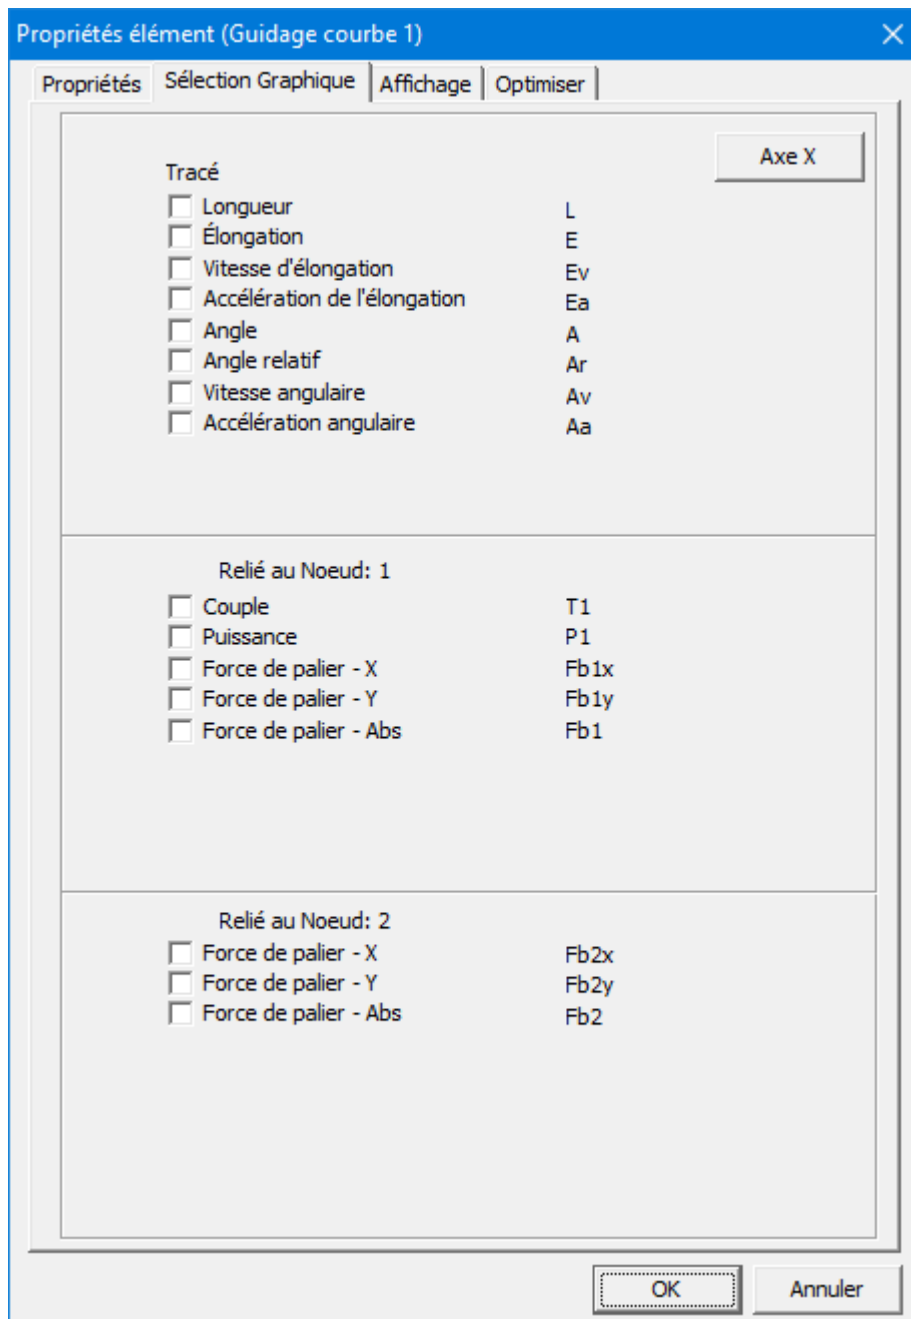 Propriétés élément (Guidage courbe 1)
Propriétés Sélection Graphique Affichage Optimiser
Axe X
Tracé
Longueur L
Élongation E
Vitesse d'élongation Ev
Accélération de l'élongation Ea
Angle A
Angle relatif Ar
Vitesse angulaire Av
Accélération angulaire Aa
Relié au Noeud: 1
Couple T1
Puissance P1
Force de palier - X Fb1x
Force de palier - Y Fb1y
Force de palier - Abs Fb1
Relié au Noeud: 2
Force de palier - X Fb2x
Force de palier - Y Fb2y
Force de palier - Abs Fb2
OK Annuler